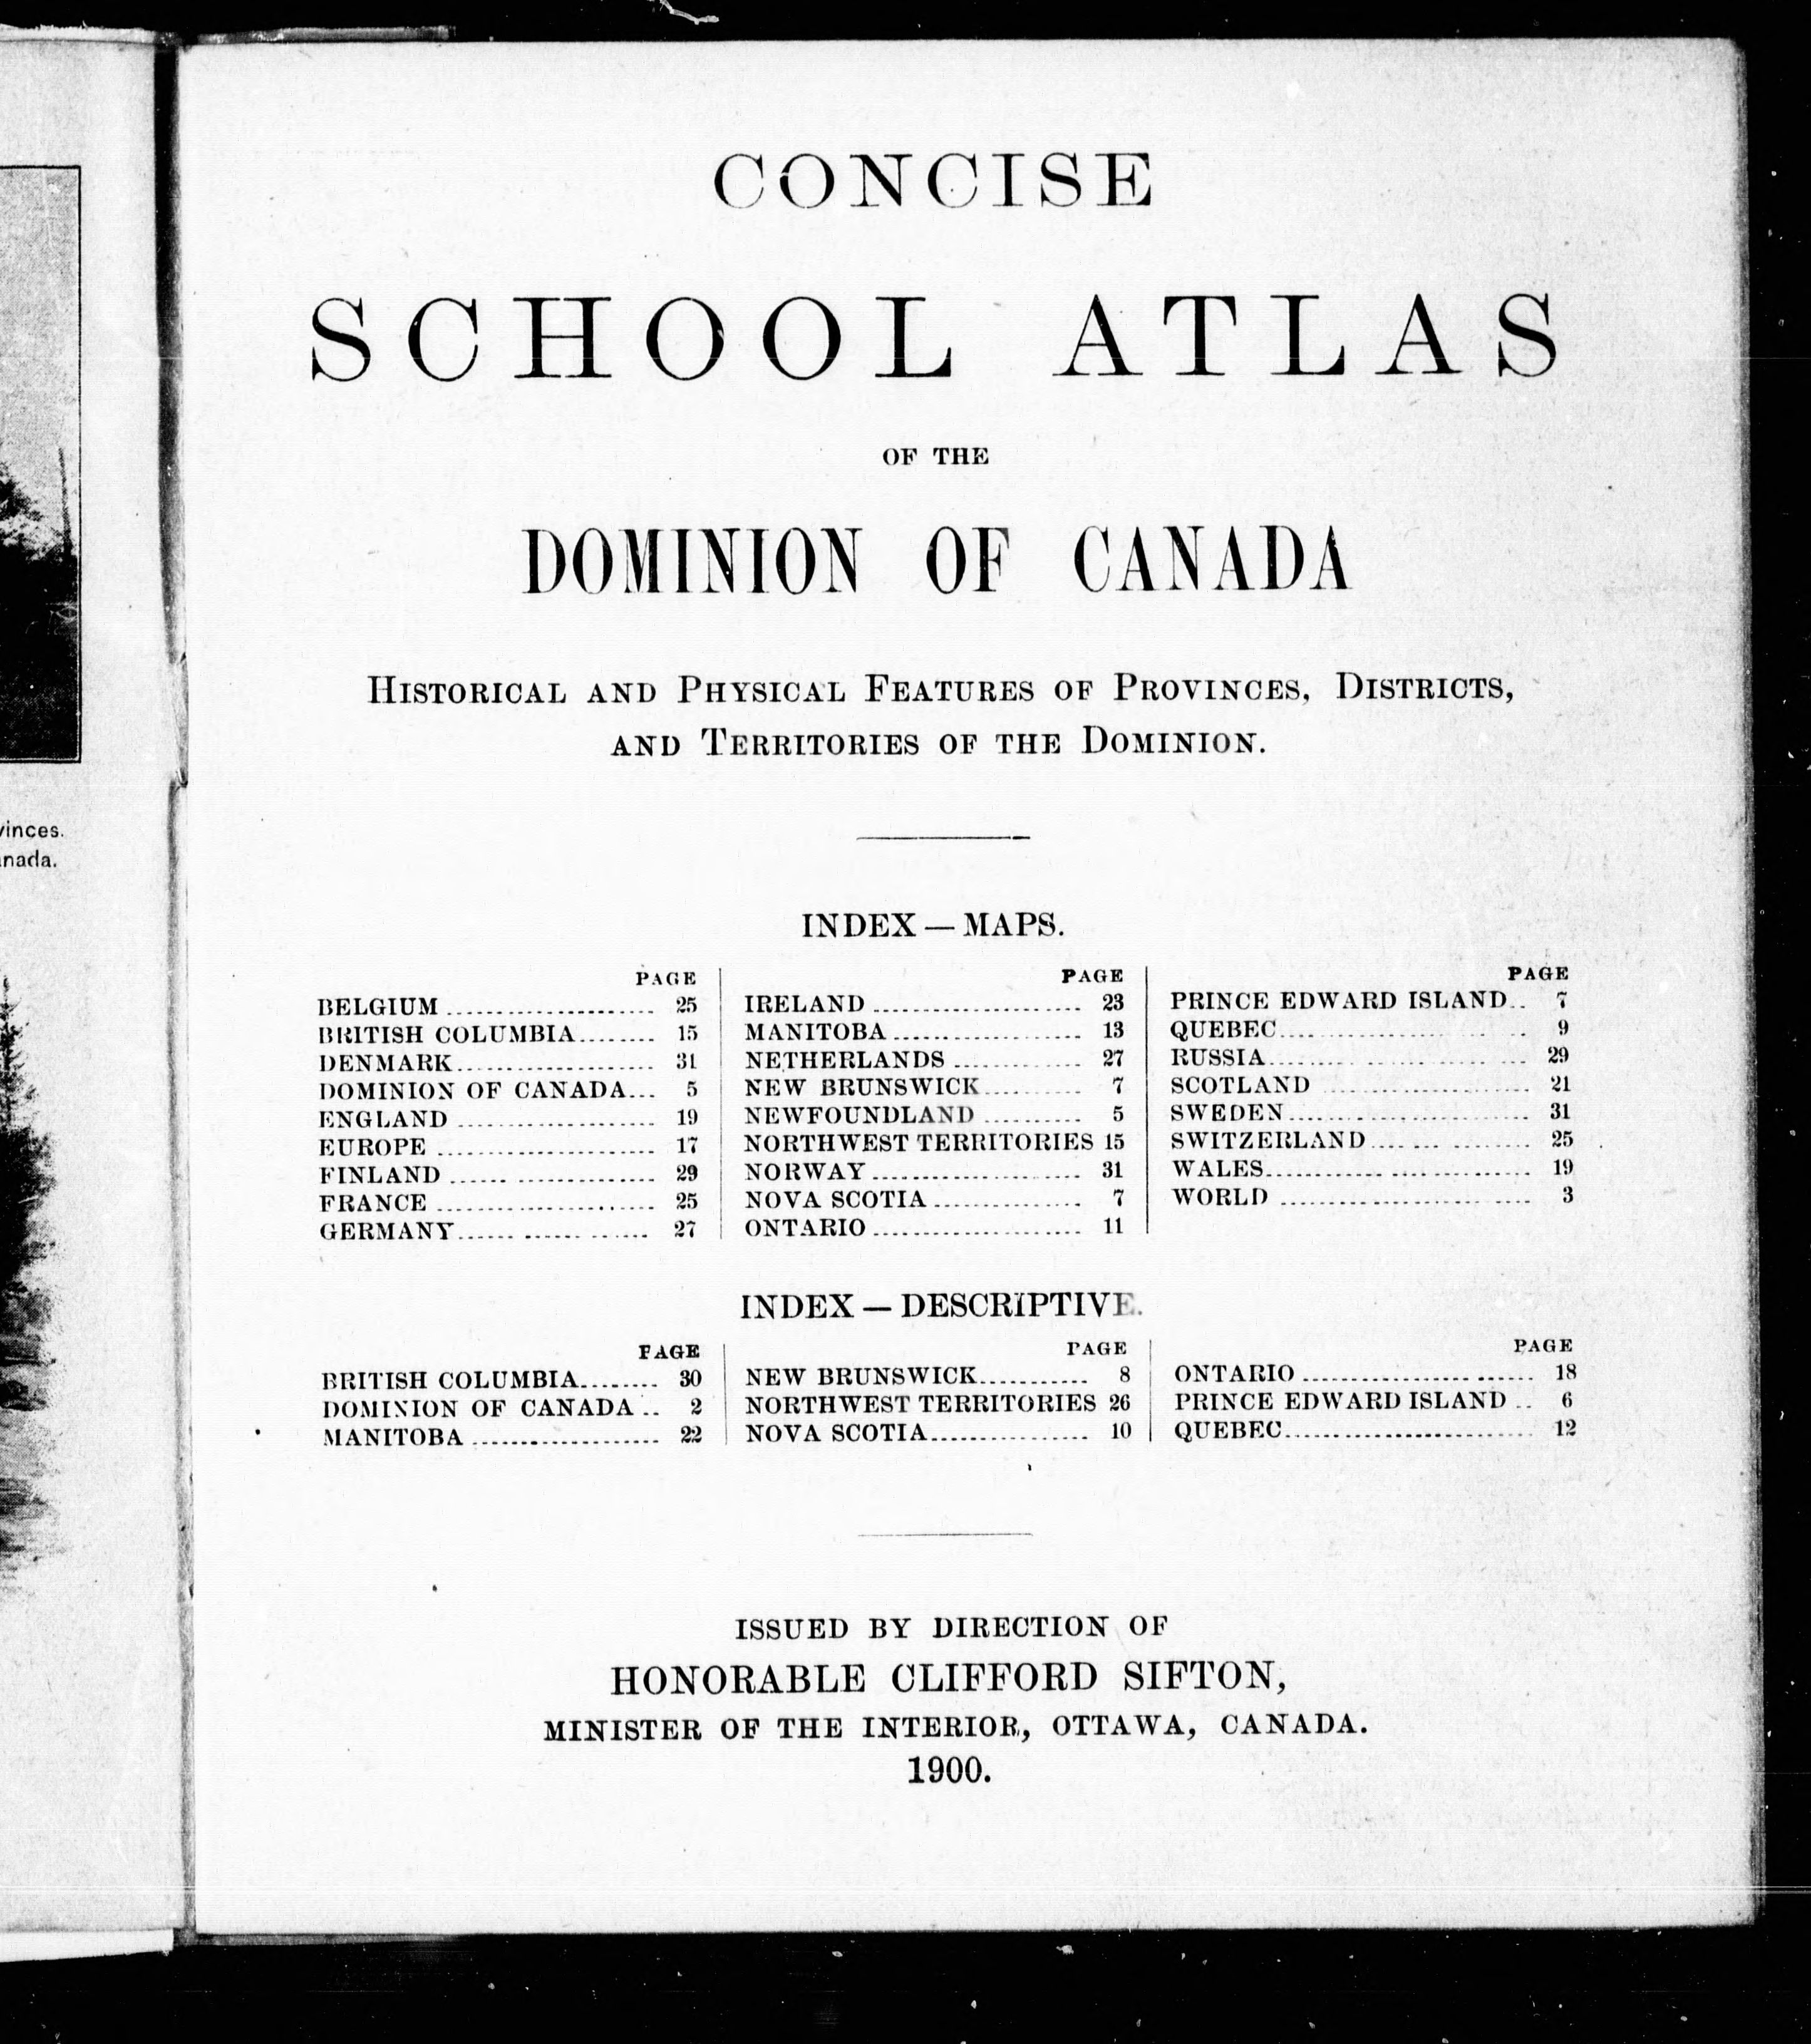 vinces.
anada.
CONCISE
SCHOOL ATLAS
OF THE
DOMINION OF CANADA
HISTORICAL AND PHYSICAL FEATURES OF PROVINCES, DISTRICTS,
AND TERRITORIES OF THE DOMINION.
INDEX — MAPS.
PAGE
BELGIUM 25
BRITISH COLUMBIA 15
DENMARK 31
DOMINION OF CANADA 5
ENGLAND 19
EUROPE 17
FINLAND 29
FRANCE 25
GERMANY 27
PAGE
IRELAND 23
MANITOBA 13
NETHERLANDS 27
NEW BRUNSWICK 7
NEWFOUNDLAND 5
NORTHWEST TERRITORIES 15
NORWAY 31
NOVA SCOTIA 7
ONTARIO 11
PAGE
PRINCE EDWARD ISLAND 7
QUEBEC 9
RUSSIA 29
SCOTLAND 21
SWEDEN 31
SWITZERLAND 25
WALES 19
WORLD 3
INDEX — DESCRIPTIVE.
PAGE
BRITISH COLUMBIA 30
DOMINION OF CANADA 2
MANITOBA 22
PAGE
NEW BRUNSWICK 8
NORTHWEST TERRITORIES 26
NOVA SCOTIA 10
PAGE
ONTARIO 18
PRINCE EDWARD ISLAND 6
QUEBEC 12
ISSUED BY DIRECTION OF
HONORABLE CLIFFORD SIFTON,
MINISTER OF THE INTERIOR, OTTAWA, CANADA.
1900.